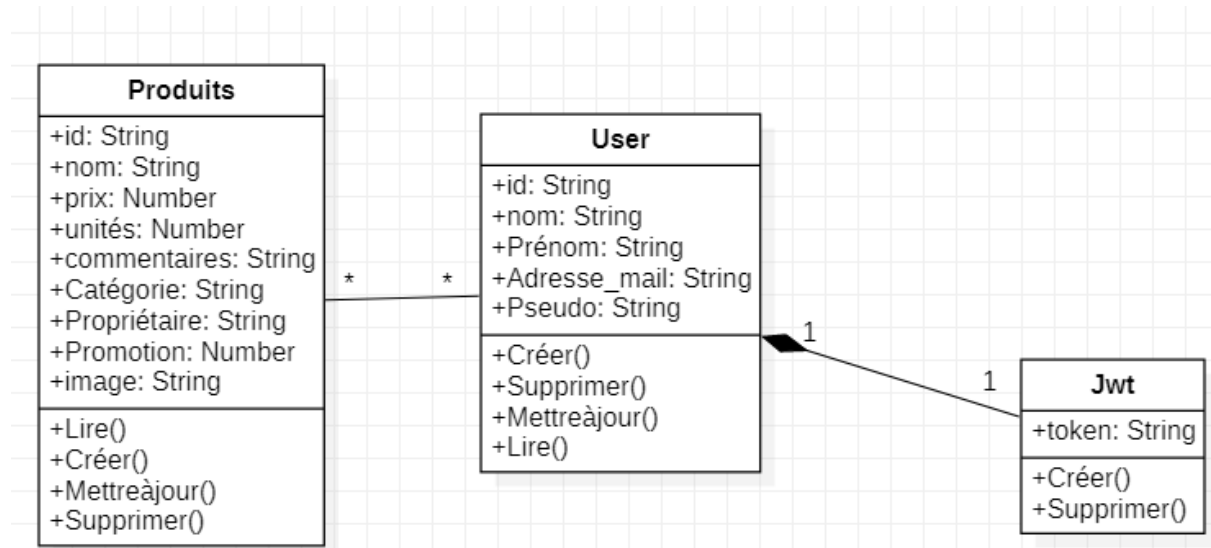 Produits
+id: String
+nom: String
+prix: Number
+unités: Number
+commentaires: String
+Catégorie: String
+Propriétaire: String
+Promotion: Number
+image: String
+Lire()
+Créer()
+Mettreàjour()
+Supprimer()
*
*
User
+id: String
+nom: String
+Prénom: String
+Adresse_mail: String
+Pseudo: String
+Créer()
+Supprimer()
+Mettreàjour()
+Lire()
1
1
Jwt
+token: String
+Créer()
+Supprimer()